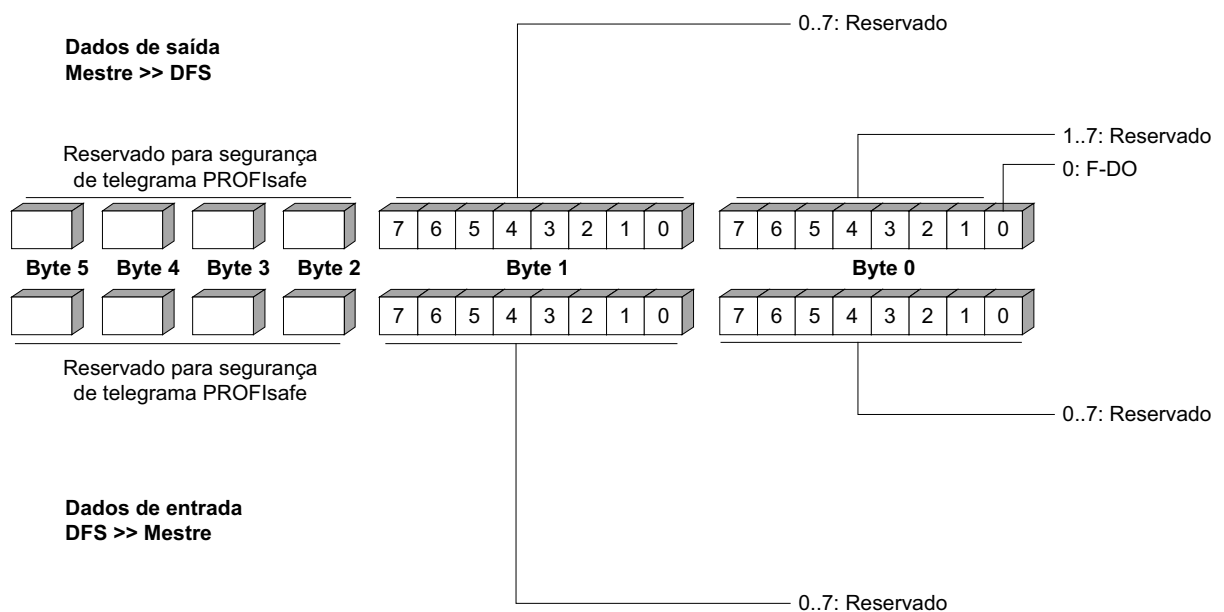 0..7: Reservado
Dados de saída
Mestre >> DFS
1..7: Reservado
Reservado para segurança
de telegrama PROFIsafe
0: F-DO
7 6 5 4 3 2 1 0 7 6 5 4 3 2 1 0
Byte 5 Byte 4 Byte 3 Byte 2 Byte 1 Byte 0
7 6 5 4 3 2 1 0 7 6 5 4 3 2 1 0
Reservado para segurança
de telegrama PROFIsafe
0..7: Reservado
Dados de entrada
DFS >> Mestre
0..7: Reservado